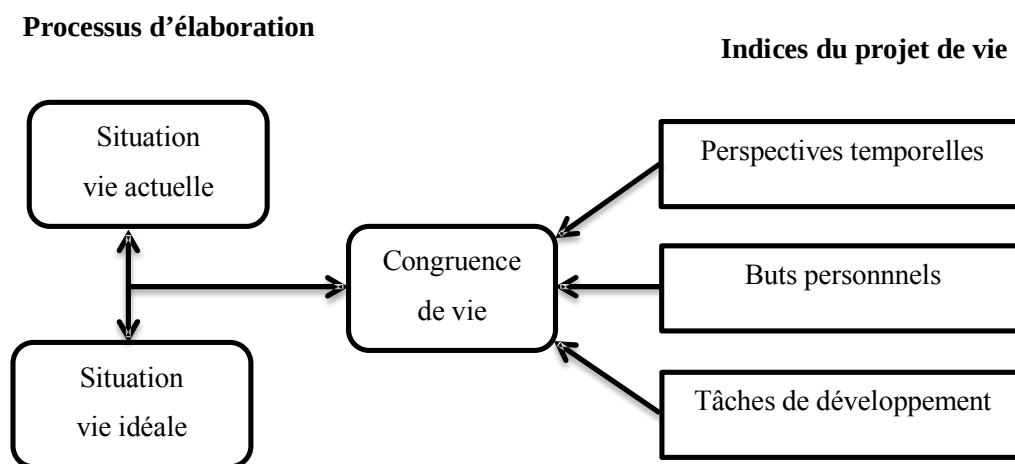 Processus d’élaboration
Indices du projet de vie
Situation
vie actuelle
Perspectives temporelles
Congruence
de vie
Buts personnnels
Situation
vie idéale
Tâches de développement